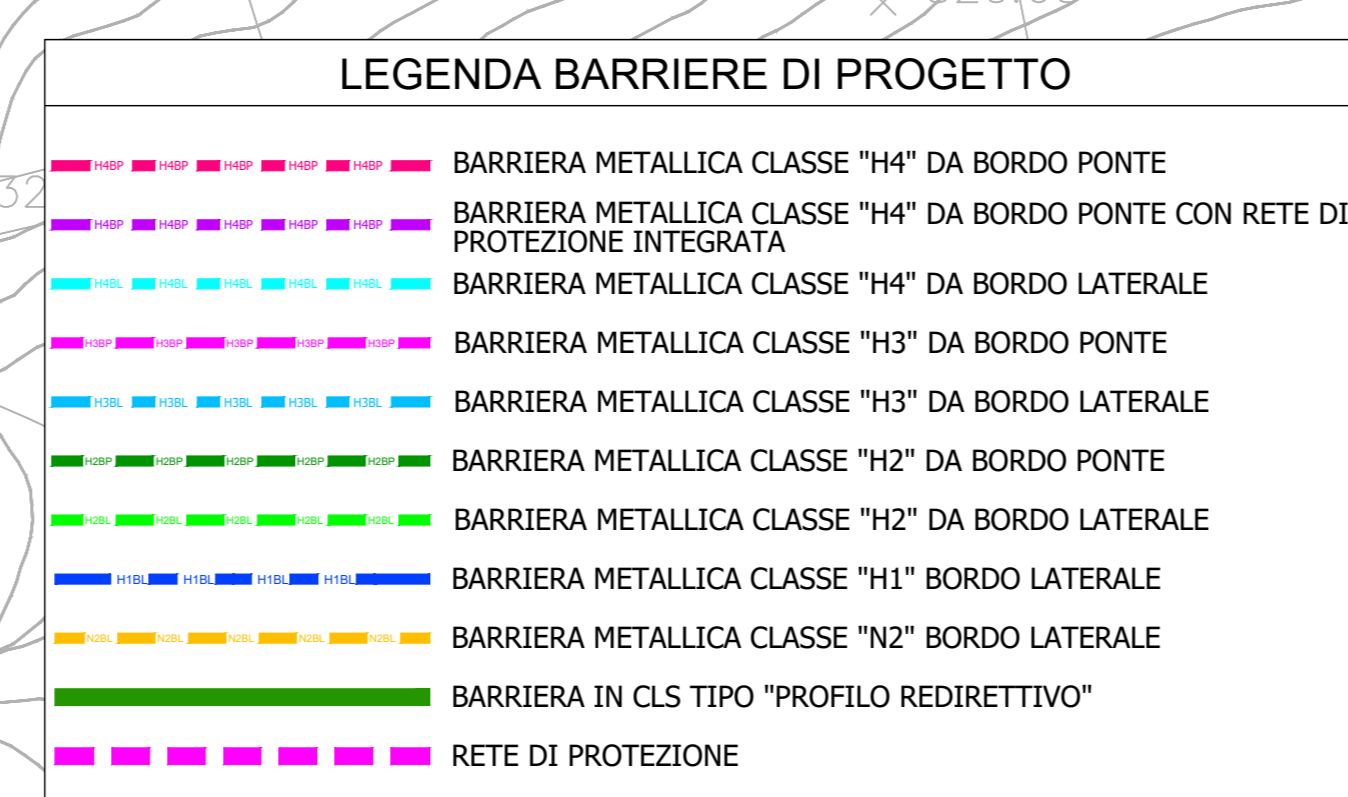 LEGENDA BARRIERE DI PROGETTO
H4BP H4BP H4BP H4BP H4BP BARRIERA METALLICA CLASSE "H4" DA BORDO PONTE
H4BP H4BP H4BP H4BP H4BP BARRIERA METALLICA CLASSE "H4" DA BORDO PONTE CON RETE DI
PROTEZIONE INTEGRATA
H4BL H4BL H4BL H4BL H4BL BARRIERA METALLICA CLASSE "H4" DA BORDO LATERALE
H3BP H3BP H3BP H3BP H3BP BARRIERA METALLICA CLASSE "H3" DA BORDO PONTE
H3BL H3BL H3BL H3BL H3BL BARRIERA METALLICA CLASSE "H3" DA BORDO LATERALE
H2BP H2BP H2BP H2BP H2BP BARRIERA METALLICA CLASSE "H2" DA BORDO PONTE
H2BL H2BL H2BL H2BL H2BL BARRIERA METALLICA CLASSE "H2" DA BORDO LATERALE
H1BL H1BL H1BL H1BL BARRIERA METALLICA CLASSE "H1" BORDO LATERALE
N2BL N2BL N2BL N2BL N2BL BARRIERA METALLICA CLASSE "N2" BORDO LATERALE
BARRIERA IN CLS TIPO "PROFILO REDIRETTIVO"
RETE DI PROTEZIONE